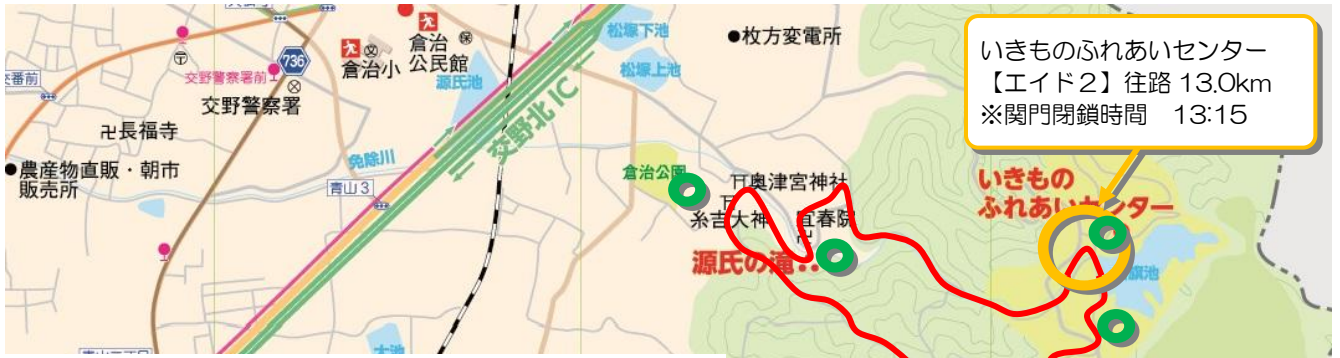 736
交野警察署前
交野警察署
卍長福寺
●農産物直販・朝市
販売所
交番前
倉治小
倉治
公民館
源氏池
免除川
青山3
交野北IC
松塚下池
松塚上池
●枚方変電所
倉治公園
奥津宮神社
糸吉大神
宜春院
源氏の滝
いきもの
ふれあいセンター
いきものふれあいセンター
【エイド2】往路 13.0km
※関門閉鎖時間 13:15